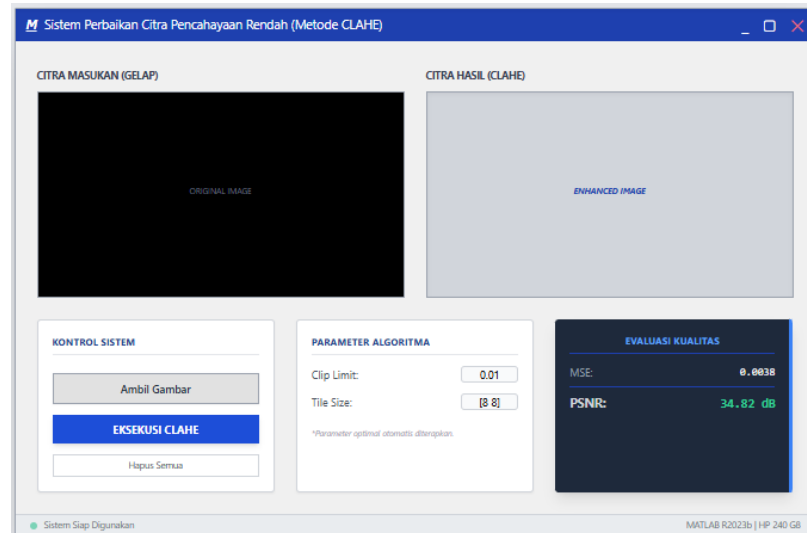 M Sistem Perbaikan Citra Pencahayaan Rendah (Metode CLAHE)
CITRA MASUKAN (GELAP)
CITRA HASIL (CLAHE)
ORIGINAL IMAGE
ENHANCED IMAGE
KONTROL SISTEM
Ambil Gambar
EKSEKUSI CLAHE
Hapus Semua
PARAMETER ALGORITMA
Clip Limit: 0.01
Tile Size: [8 8]
*Parameter optimal otomatis diterapkan.
EVALUASI KUALITAS
MSE: 0.0038
PSNR: 34.82 dB
Sistem Siap Digunakan
MATLAB R2023b | HP 240 G8